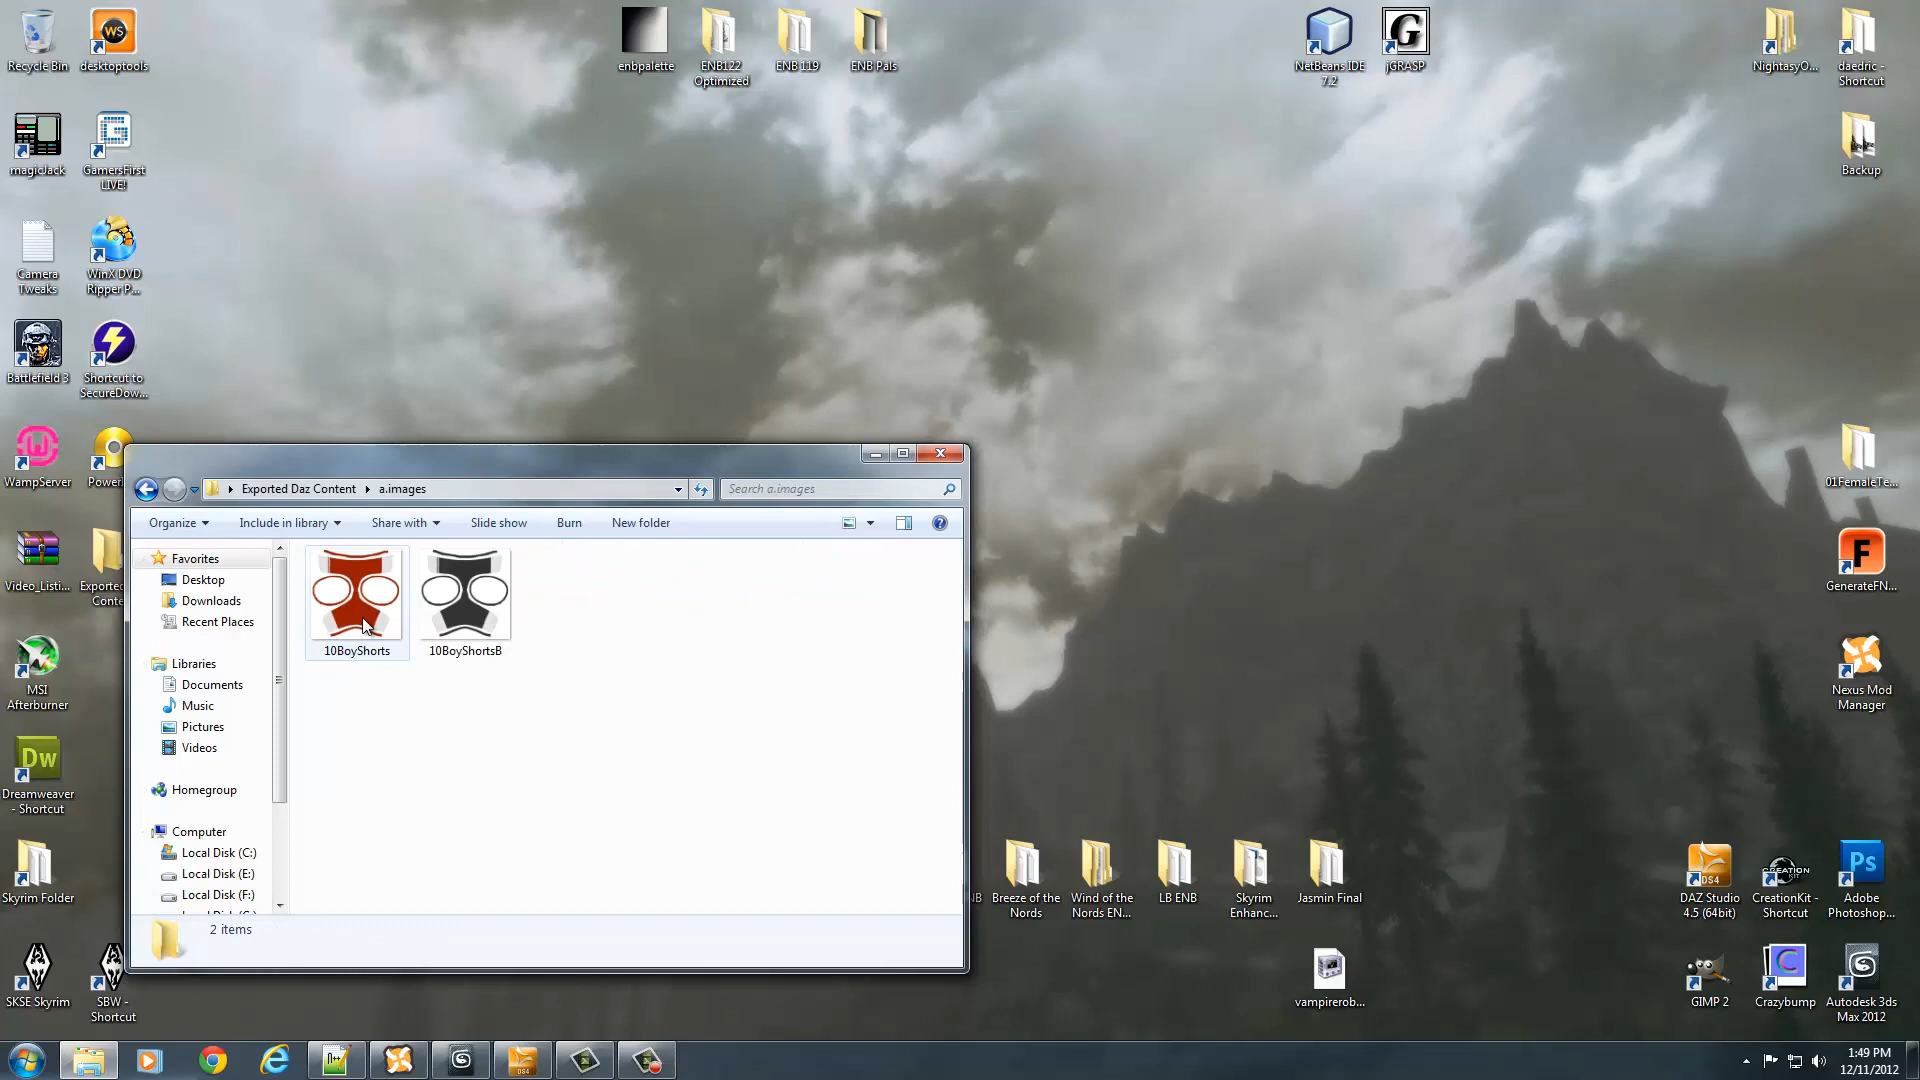 Recycle Bin
desktoptools
enbpalette
ENB122
Optimized
ENB 119
ENB Pals
NetBeans IDE
7.2
jGRASP
NightasyO...
daedric -
Shortcut
magicJack
GamersFirst
LIVE!
Backup
Camera
Tweaks
WinX DVD
Ripper P...
Battlefield 3
Shortcut to
SecureDow...
WampServer
01FemaleTe...
Exported Daz Content
a.images
Search a.images
Organize
Include in library
Share with
Slide show
Burn
New folder
Favorites
Desktop
Downloads
Recent Places
Libraries
Documents
Music
Pictures
Videos
Homegroup
Computer
Local Disk (C:)
Local Disk (E:)
Local Disk (F:)
10BoyShorts
10BoyShortsB
2 items
Video_Listi...
Exported
GenerateFN...
MSI
Afterburner
Nexus Mod
Manager
Dw
Dreamweaver
- Shortcut
Skyrim Folder
Breeze of the
Nords
Wind of the
Nords EN...
LB ENB
Skyrim
Enhanc...
Jasmin Final
DAZ Studio
4.5 (64bit)
CreationKit -
Shortcut
Adobe
Photoshop...
SKSE Skyrim
SBW -
Shortcut
vampirerob...
GIMP 2
Crazybump
Autodesk 3ds
Max 2012
1:49 PM
12/11/2012